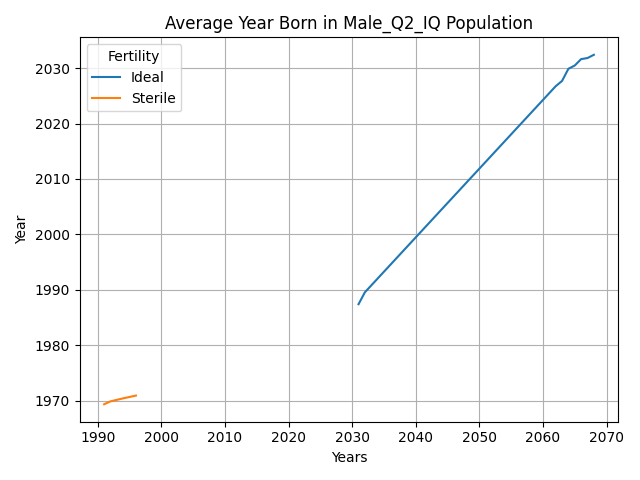 Average Year Born in Male_Q2_IQ Population
Fertility
Ideal
Sterile
2030
2020
2010
2000
1990
1980
1970
Year
1990 2000 2010 2020 2030 2040 2050 2060 2070
Years